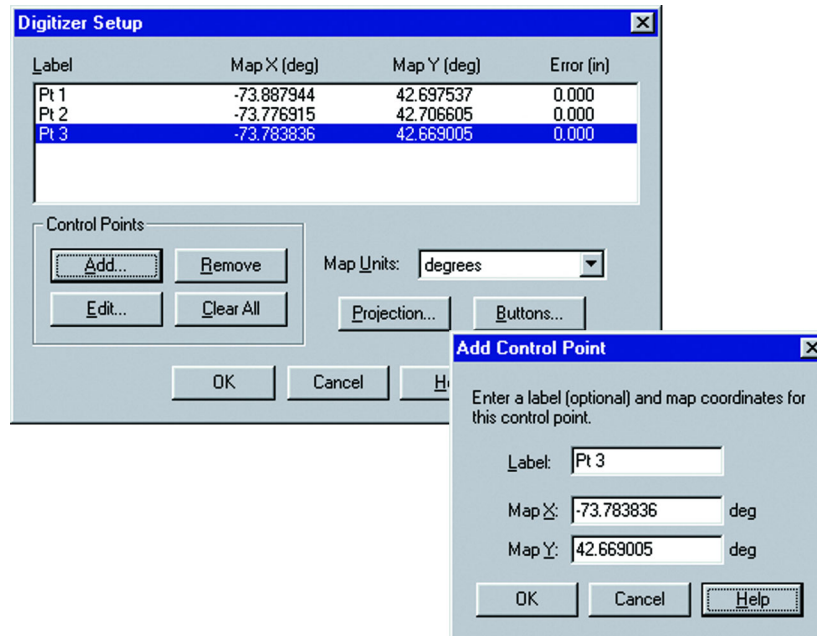 Digitizer Setup
Label Map X (deg) Map Y (deg) Error (in)
Pt 1 -73.887944 42.697537 0.000
Pt 2 -73.776915 42.706605 0.000
Pt 3 -73.783836 42.669005 0.000
Control Points
Add... Remove Map Units: degrees
Edit... Clear All Projection... Buttons...
OK Cancel
Add Control Point
Enter a label (optional) and map coordinates for
this control point.
Label: Pt 3
Map X: -73.783836 deg
Map Y: 42.669005 deg
OK Cancel Help